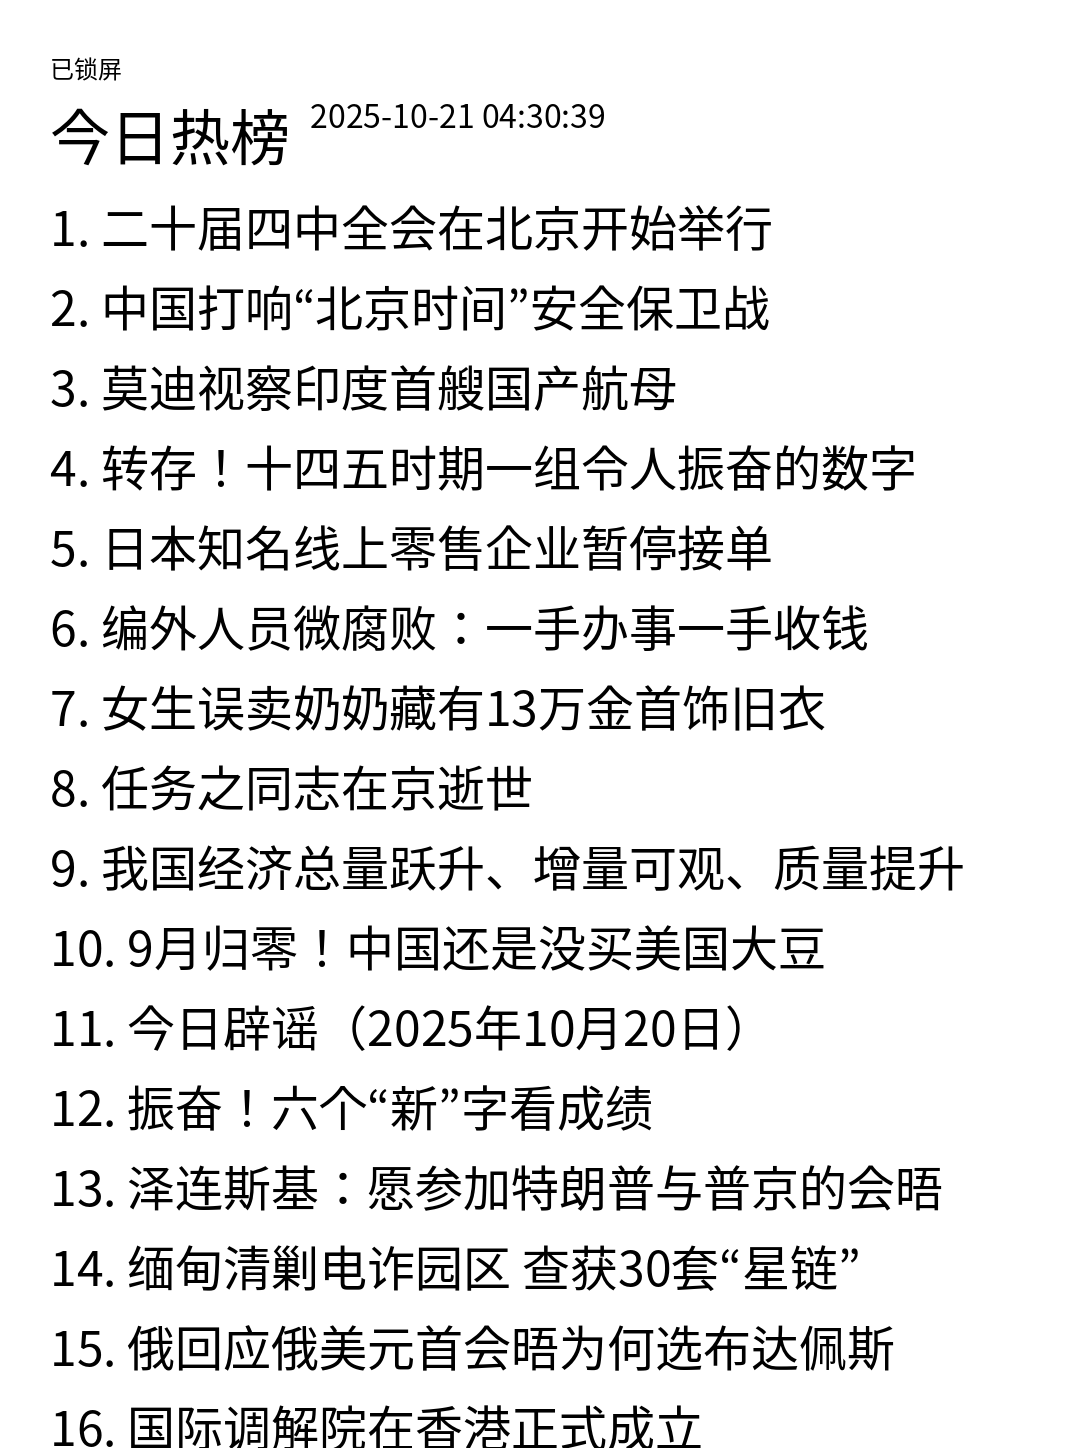 已锁屏
今日热榜 2025-10-21 04:30:39
1. 二十届四中全会在北京开始举行
2. 中国打响“北京时间”安全保卫战
3. 莫迪视察印度首艘国产航母
4. 转存！十四五时期一组令人振奋的数字
5. 日本知名线上零售企业暂停接单
6. 编外人员微腐败：一手办事一手收钱
7. 女生误卖奶奶藏有13万金首饰旧衣
8. 任务之同志在京逝世
9. 我国经济总量跃升、增量可观、质量提升
10. 9月归零！中国还是没买美国大豆
11. 今日辟谣（2025年10月20日）
12. 振奋！六个“新”字看成绩
13. 泽连斯基：愿参加特朗普与普京的会晤
14. 缅甸清剿电诈园区 查获30套“星链”
15. 俄回应俄美元首会晤为何选布达佩斯
16. 国际调解院在香港正式成立